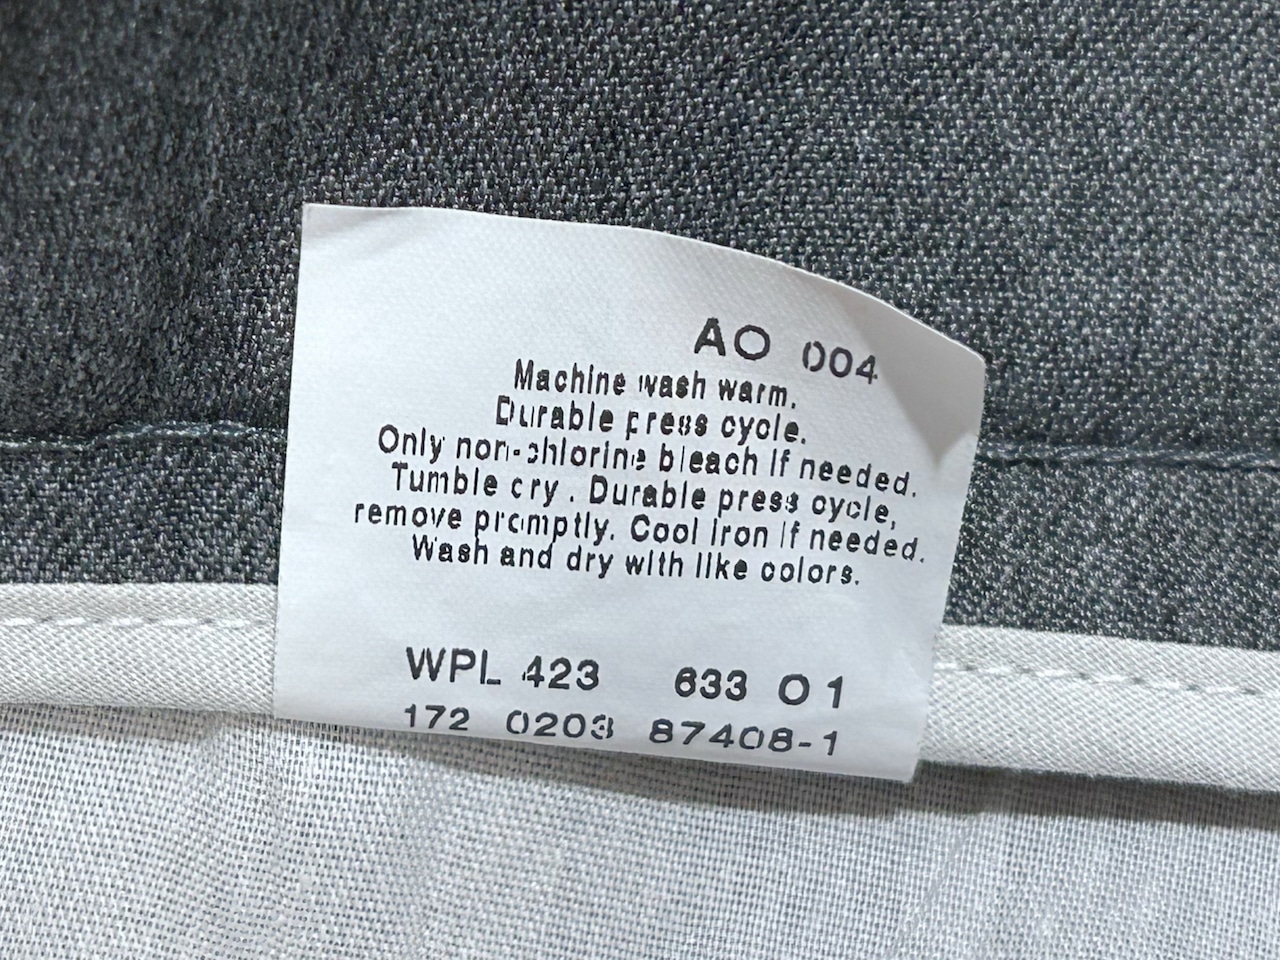 AO 004
Machine wash warm.
Durable press cycle.
Only non-chlorine bleach if needed.
Tumble dry. Durable press cycle,
remove promptly. Cool iron if needed.
Wash and dry with like colors.
WPL 423 633 01
172 0203 87408-1